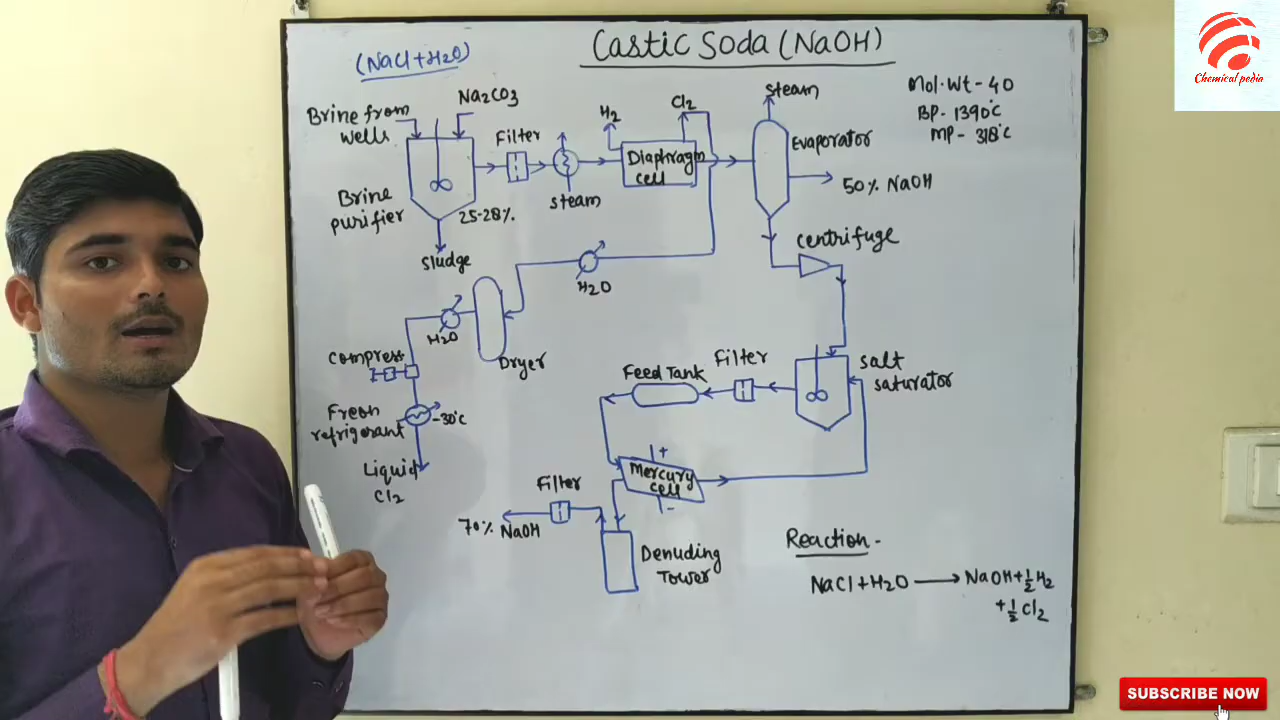 Castic Soda (NaOH)
(NaCl+H2O)
Mol.Wt - 40
BP - 1390°C
MP - 318°C
Brine from
wells
Na2CO3
Filter
H2
Cl2
steam
Evaporator
Diaphragm
cell
50% NaOH
Brine
purifier
25-28%
steam
sludge
centrifuge
H2O
H2O
Dryer
compress
Freon
refrigerant
-30°C
Liquid
Cl2
Feed Tank
Filter
salt
saturator
+
Mercury
cell
-
Filter
70% NaOH
Denuding
Tower
Reaction -
NaCl + H2O → NaOH + 1/2 H2
+ 1/2 Cl2
Chemical pedia
SUBSCRIBE NOW